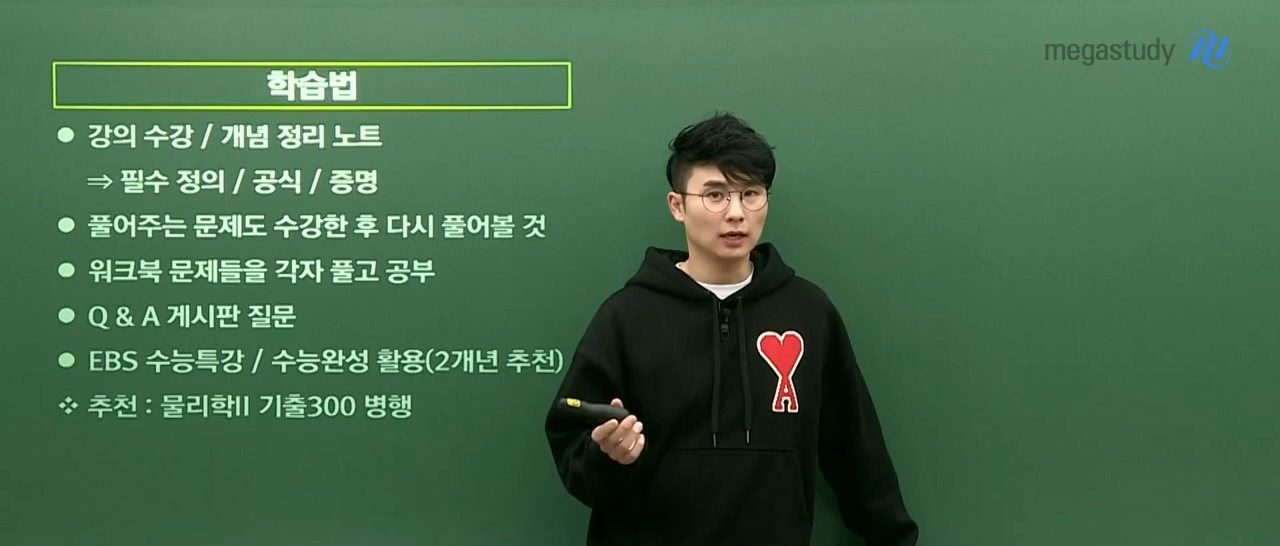 megastudy
학습법
● 강의 수강 / 개념 정리 노트
⇒ 필수 정의 / 공식 / 증명
● 풀어주는 문제도 수강한 후 다시 풀어볼 것
● 워크북 문제들을 각자 풀고 공부
● Q & A 게시판 질문
● EBS 수능특강 / 수능완성 활용(2개년 추천)
❖ 추천 : 물리학II 기출300 병행
A